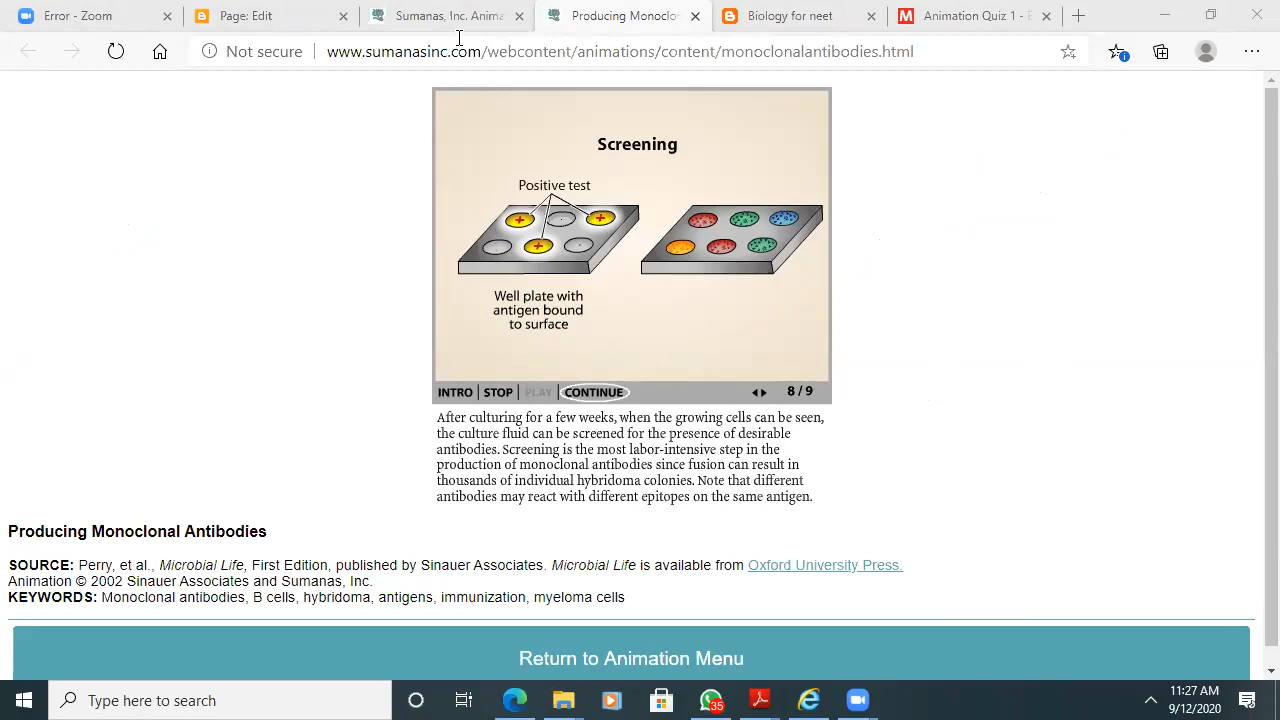 Error - Zoom
Page: Edit
Sumanas, Inc. Anima
Producing Monoclo
Biology for neet
Animation Quiz 1 - E
Not secure
www.sumanasinc.com/webcontent/animations/content/monoclonalantibodies.html
Screening
Positive test
Well plate with
antigen bound
to surface
INTRO STOP PLAY CONTINUE 8 / 9
After culturing for a few weeks, when the growing cells can be seen,
the culture fluid can be screened for the presence of desirable
antibodies. Screening is the most labor-intensive step in the
production of monoclonal antibodies since fusion can result in
thousands of individual hybridoma colonies. Note that different
antibodies may react with different epitopes on the same antigen.
Producing Monoclonal Antibodies
SOURCE: Perry, et al., Microbial Life, First Edition, published by Sinauer Associates. Microbial Life is available from Oxford University Press.
Animation © 2002 Sinauer Associates and Sumanas, Inc.
KEYWORDS: Monoclonal antibodies, B cells, hybridoma, antigens, immunization, myeloma cells
Return to Animation Menu
Type here to search
35
11:27 AM
9/12/2020